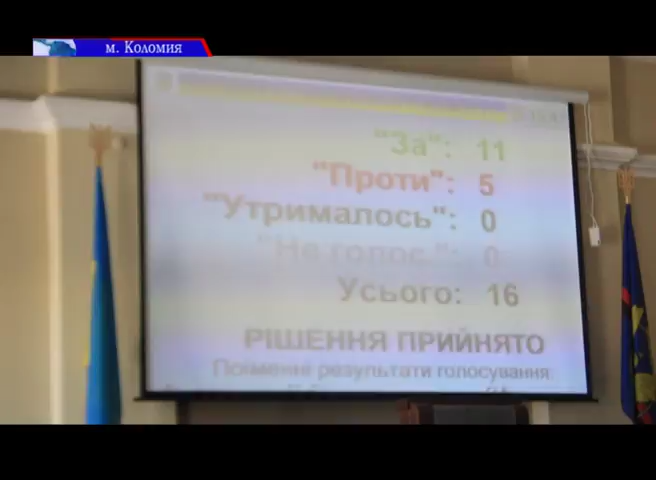 м. Коломия
"За": 11
"Проти": 5
"Утрималось": 0
"Не голос.": 0
Усього: 16
РІШЕННЯ ПРИЙНЯТО
Поіменні результати голосування: